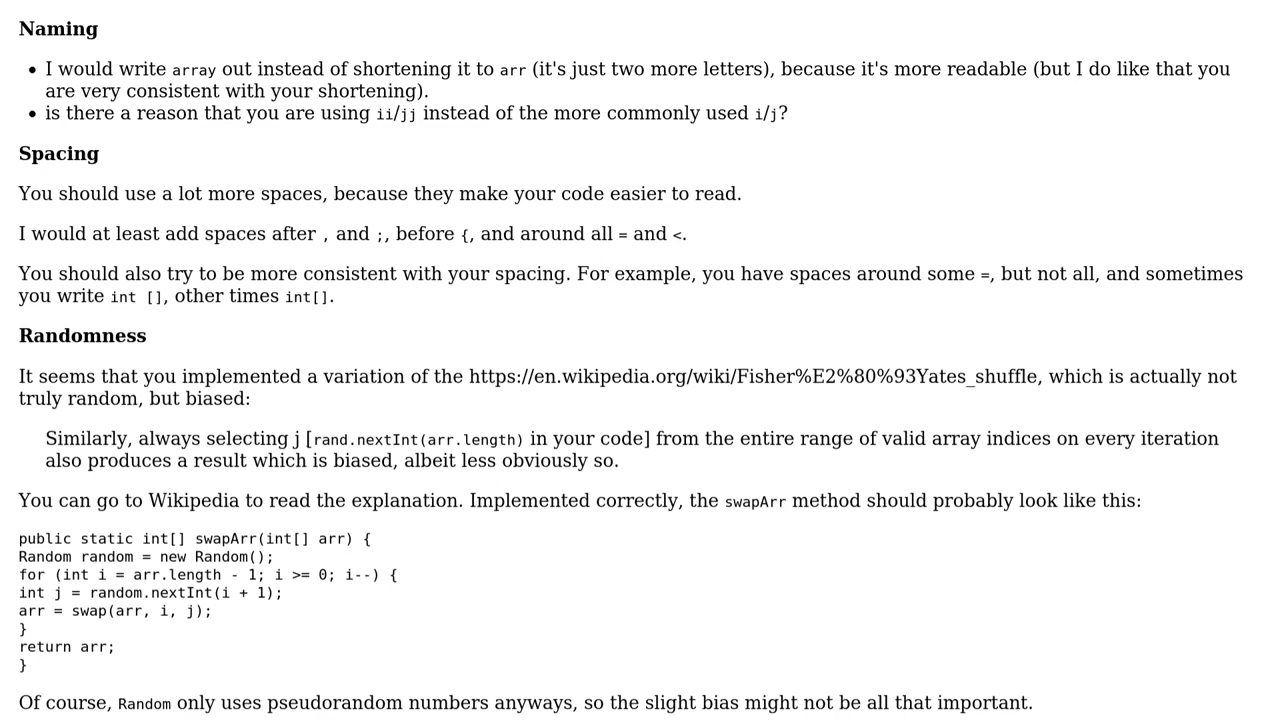 Naming
• I would write array out instead of shortening it to arr (it's just two more letters), because it's more readable (but I do like that you
are very consistent with your shortening).
• is there a reason that you are using ii/jj instead of the more commonly used i/j?
Spacing
You should use a lot more spaces, because they make your code easier to read.
I would at least add spaces after , and ;, before {, and around all = and <.
You should also try to be more consistent with your spacing. For example, you have spaces around some =, but not all, and sometimes
you write int [], other times int[].
Randomness
It seems that you implemented a variation of the https://en.wikipedia.org/wiki/Fisher%E2%80%93Yates_shuffle, which is actually not
truly random, but biased:
Similarly, always selecting j [rand.nextInt(arr.length) in your code] from the entire range of valid array indices on every iteration
also produces a result which is biased, albeit less obviously so.
You can go to Wikipedia to read the explanation. Implemented correctly, the swapArr method should probably look like this:
public static int[] swapArr(int[] arr) {
Random random = new Random();
for (int i = arr.length - 1; i >= 0; i--) {
int j = random.nextInt(i + 1);
arr = swap(arr, i, j);
}
return arr;
}
Of course, Random only uses pseudorandom numbers anyways, so the slight bias might not be all that important.